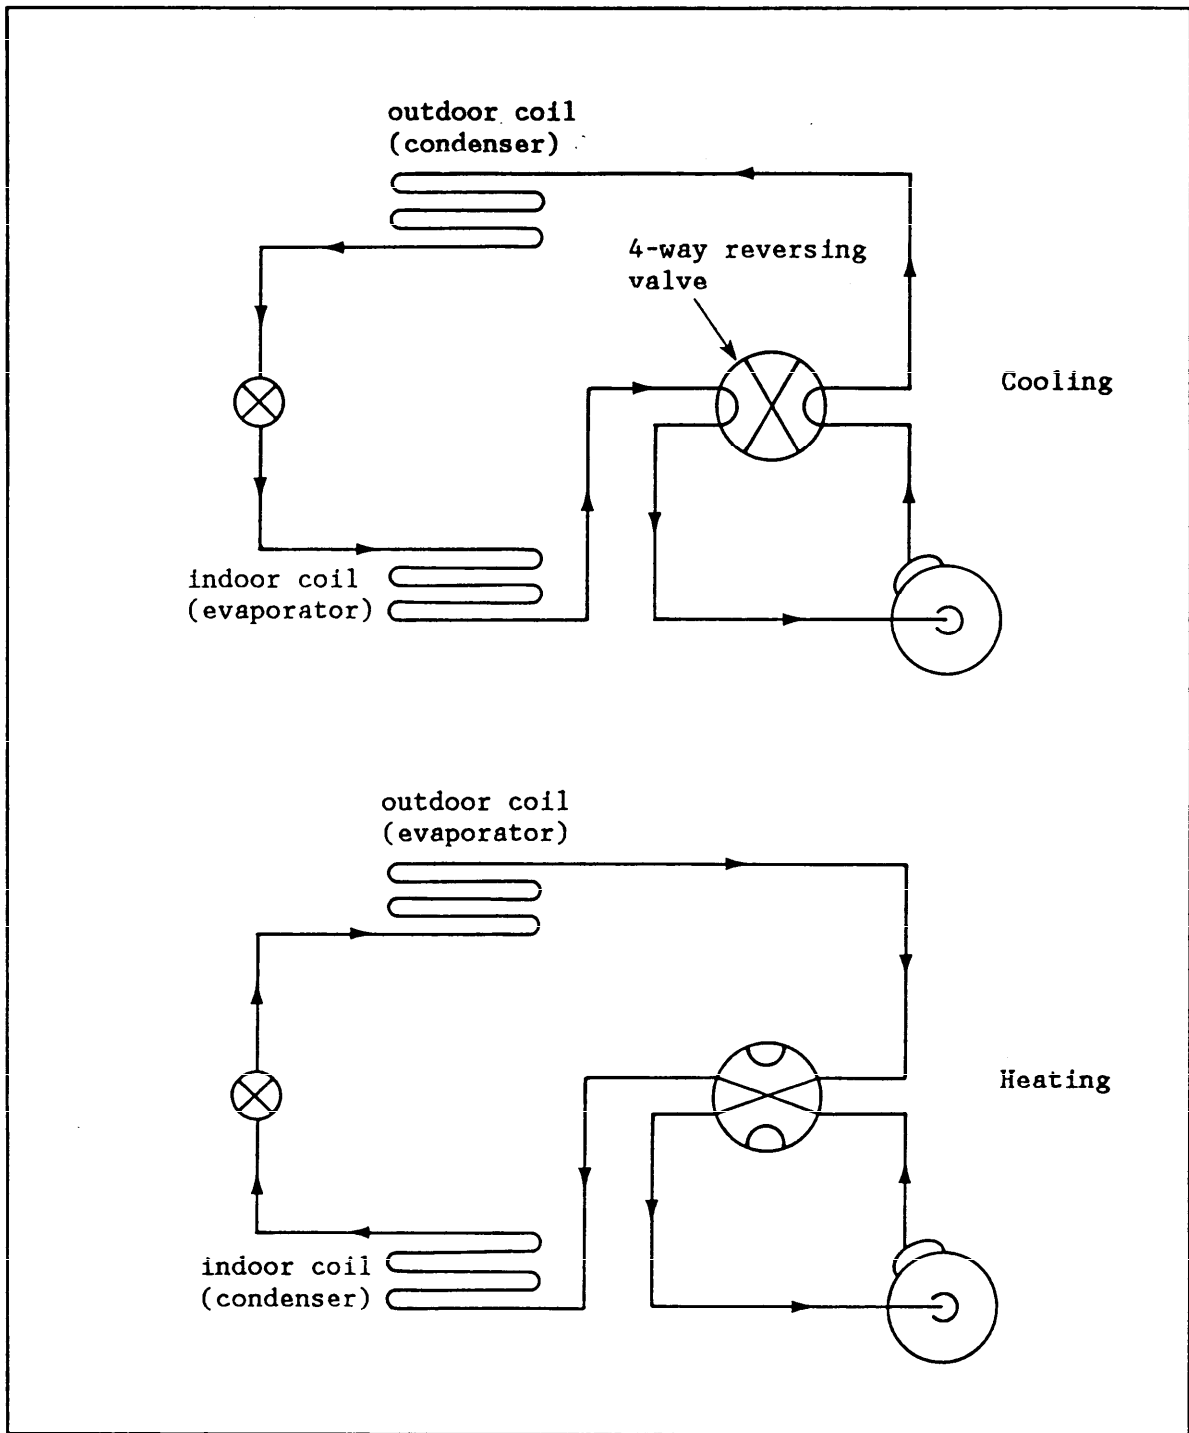 outdoor coil
(condenser)
4-way reversing
valve
Cooling
indoor coil
(evaporator)
outdoor coil
(evaporator)
Heating
indoor coil
(condenser)